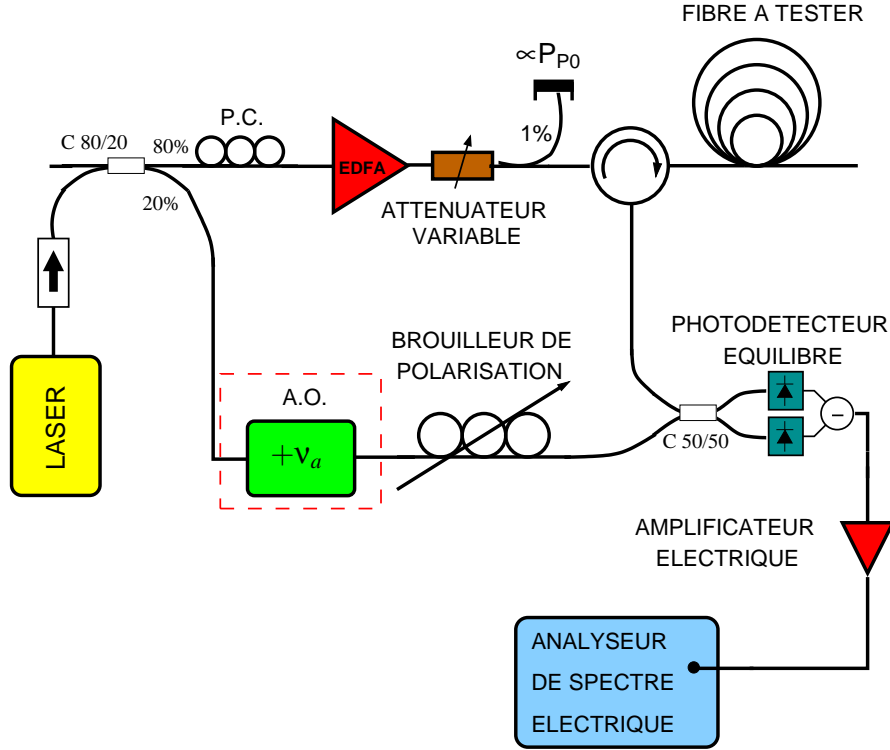 FIBRE A TESTER
∝P_P0
P.C.
C 80/20
80%
1%
EDFA
20%
ATTENUATEUR
VARIABLE
BROUILLEUR DE
POLARISATION
PHOTODETECTEUR
EQUILIBRE
A.O.
LASER
+ν_a
−
C 50/50
AMPLIFICATEUR
ELECTRIQUE
ANALYSEUR
DE SPECTRE
ELECTRIQUE